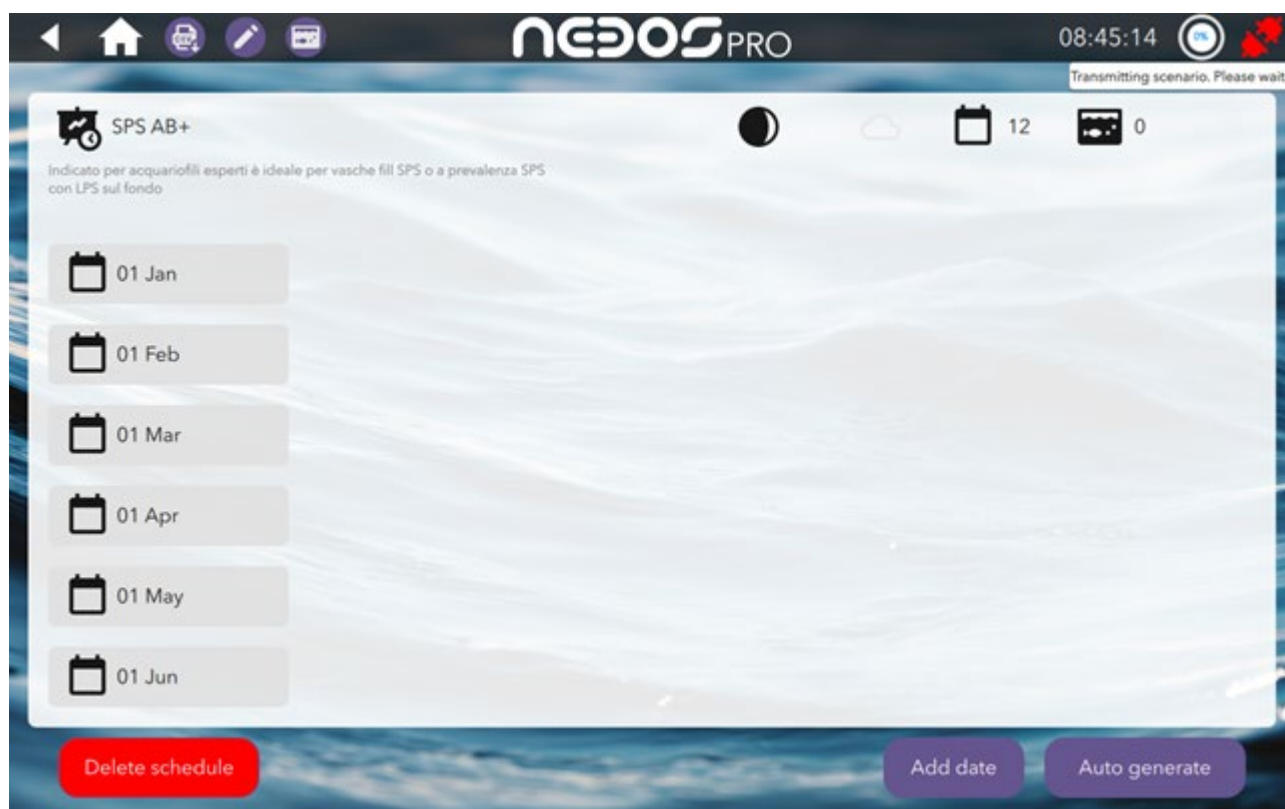 CSV
NEDOS PRO
08:45:14
0%
Transmitting scenario. Please wait
SPS AB+
12
0
Indicato per acquariofili esperti è ideale per vasche fill SPS o a prevalenza SPS
con LPS sul fondo
01 Jan
01 Feb
01 Mar
01 Apr
01 May
01 Jun
Delete schedule
Add date
Auto generate